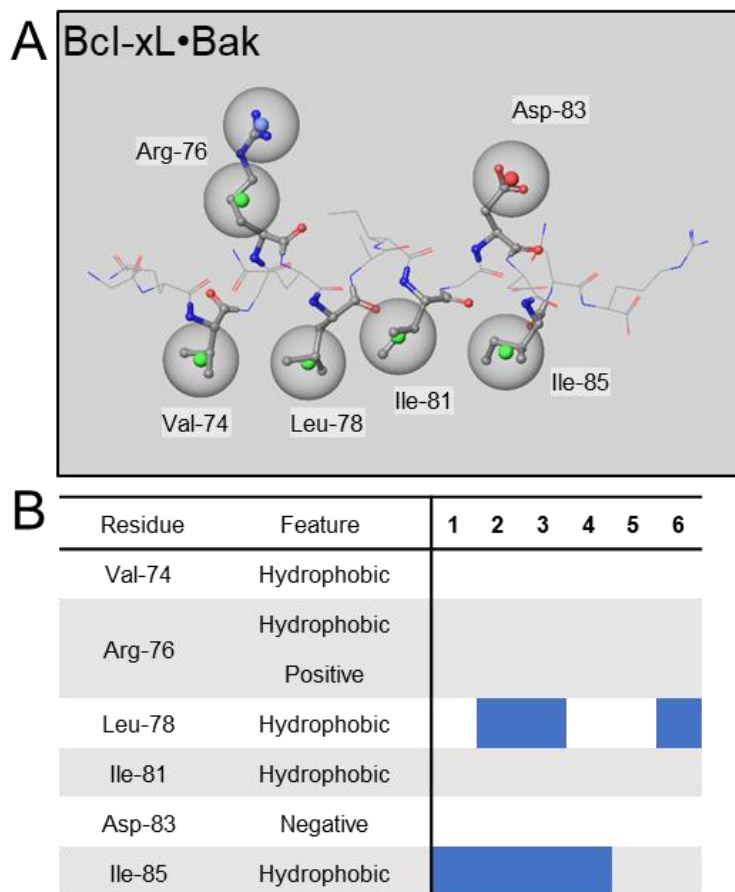 A
Bcl-xL•Bak
Arg-76
Asp-83
Val-74
Leu-78
Ile-81
Ile-85
B
Residue Feature 1 2 3 4 5 6
Val-74 Hydrophobic
Arg-76 Hydrophobic
Positive
Leu-78 Hydrophobic
Ile-81 Hydrophobic
Asp-83 Negative
Ile-85 Hydrophobic